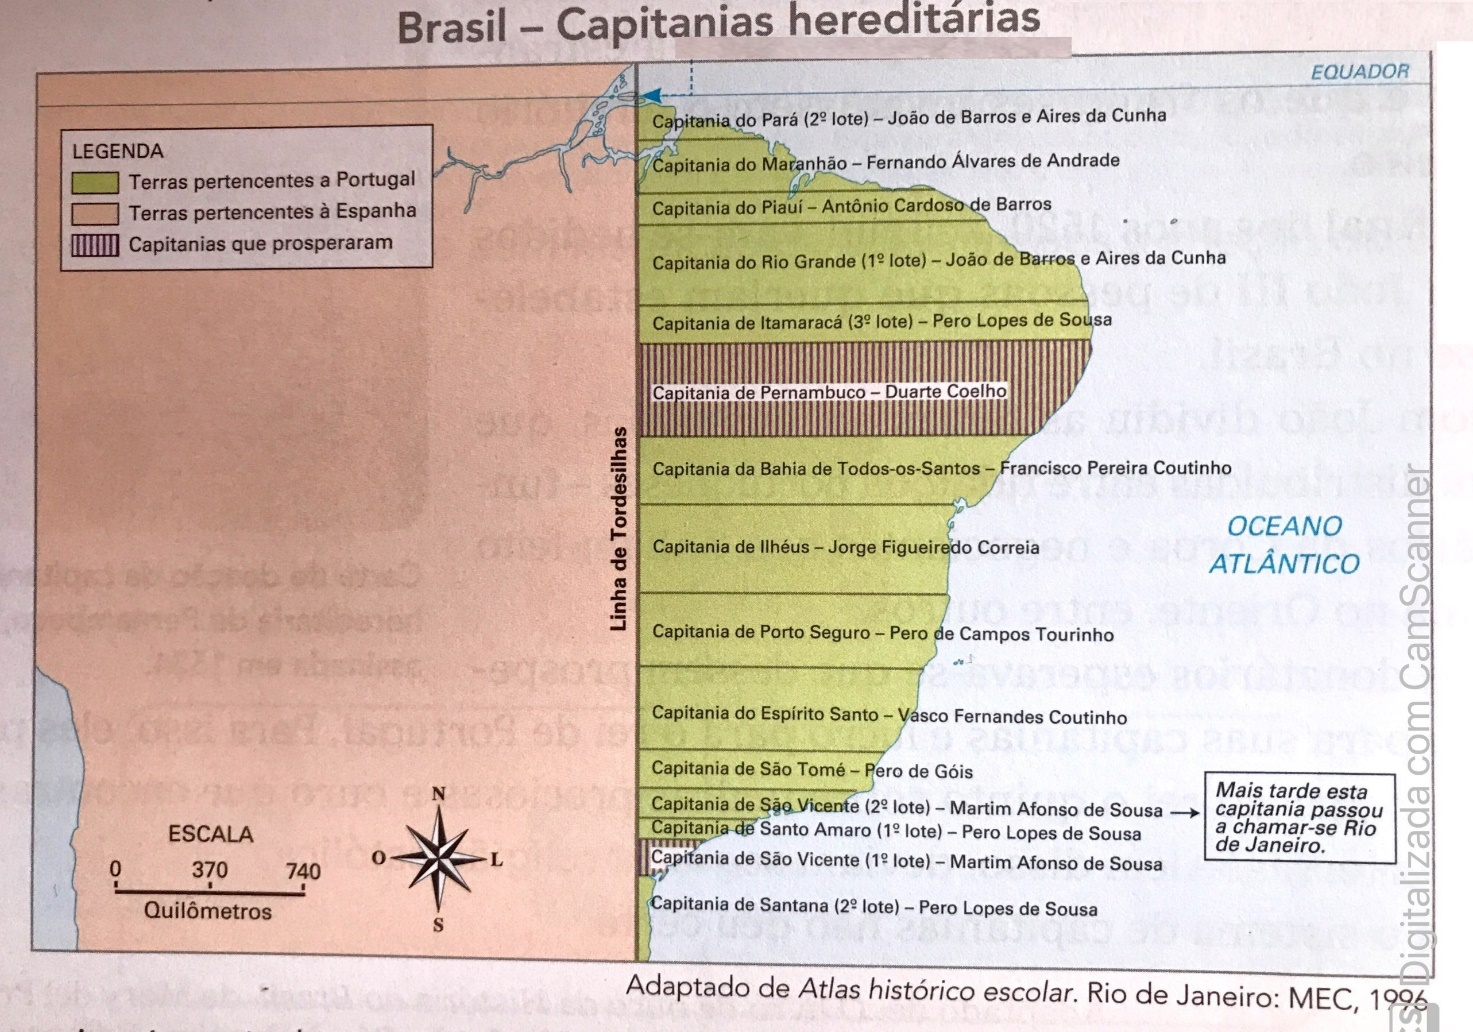 Brasil – Capitanias hereditárias
EQUADOR
LEGENDA
Terras pertencentes a Portugal
Terras pertencentes à Espanha
Capitanias que prosperaram
Capitania do Pará (2º lote) – João de Barros e Aires da Cunha
Capitania do Maranhão – Fernando Álvares de Andrade
Capitania do Piauí – Antônio Cardoso de Barros
Capitania do Rio Grande (1º lote) – João de Barros e Aires da Cunha
Capitania de Itamaracá (3º lote) – Pero Lopes de Sousa
Capitania de Pernambuco – Duarte Coelho
Capitania da Bahia de Todos-os-Santos – Francisco Pereira Coutinho
Linha de Tordesilhas
OCEANO
ATLÂNTICO
Capitania de Ilhéus – Jorge Figueiredo Correia
Capitania de Porto Seguro – Pero de Campos Tourinho
Capitania do Espírito Santo – Vasco Fernandes Coutinho
Capitania de São Tomé – Pero de Góis
Capitania de São Vicente (2º lote) – Martim Afonso de Sousa
Mais tarde esta
capitania passou
a chamar-se Rio
de Janeiro.
Capitania de Santo Amaro (1º lote) – Pero Lopes de Sousa
Capitania de São Vicente (1º lote) – Martim Afonso de Sousa
Capitania de Santana (2º lote) – Pero Lopes de Sousa
ESCALA
0 370 740
Quilômetros
N
O L
S
Adaptado de Atlas histórico escolar. Rio de Janeiro: MEC, 1996
Digitalizada com CamScanner